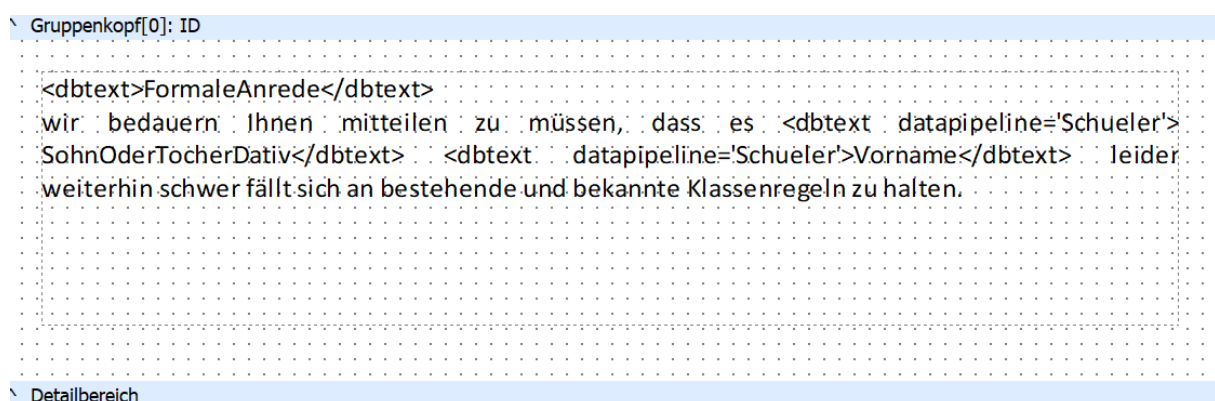 Gruppenkopf[0]: ID
<dbtext>FormaleAnrede</dbtext>
wir bedauern Ihnen mitteilen zu müssen, dass es <dbtext datapipeline='Schueler'>
SohnOderTocherDativ</dbtext> <dbtext datapipeline='Schueler'>Vorname</dbtext> leider
weiterhin schwer fällt sich an bestehende und bekannte Klassenregeln zu halten.
Detailbereich